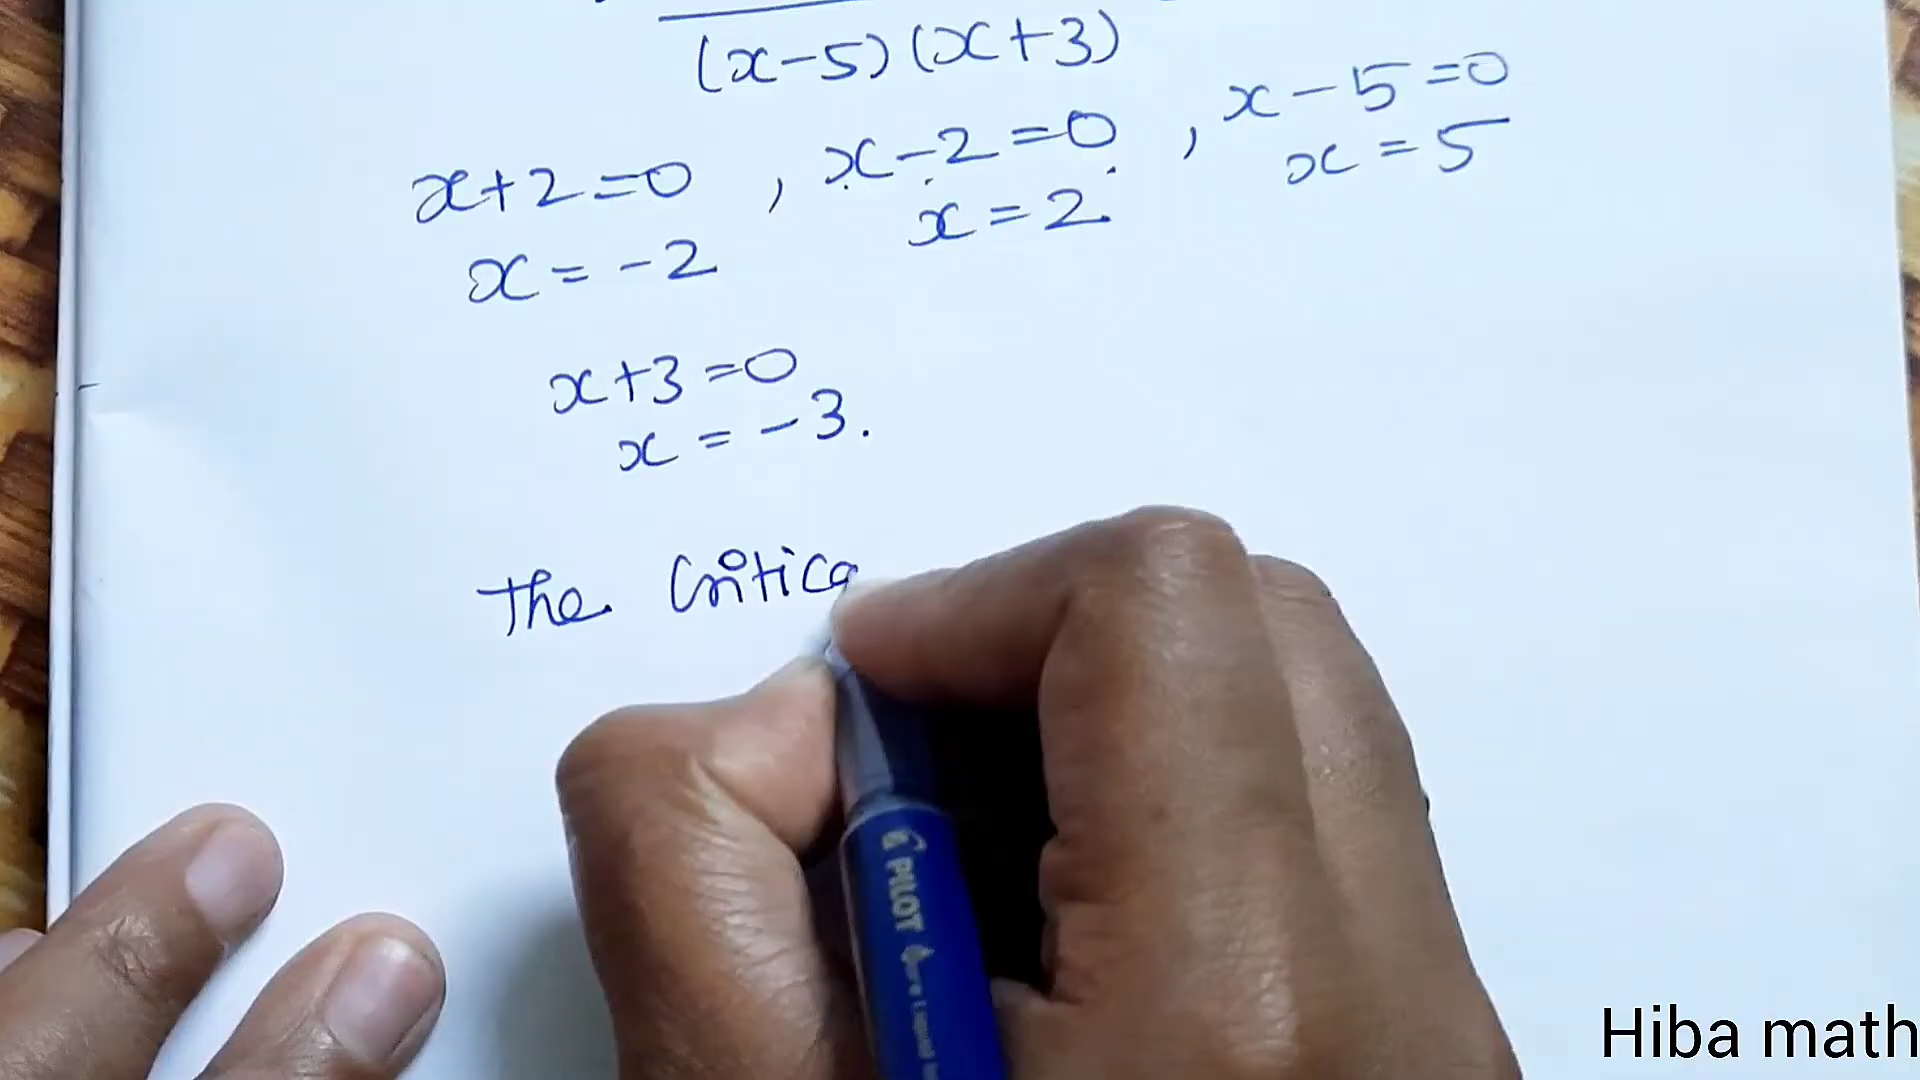 (x-5)(x+3)
x+2=0 , x-2=0 , x-5=0
x=-2 x=2. x=5
x+3=0
x=-3.
The Critica
PILOT
Hiba math